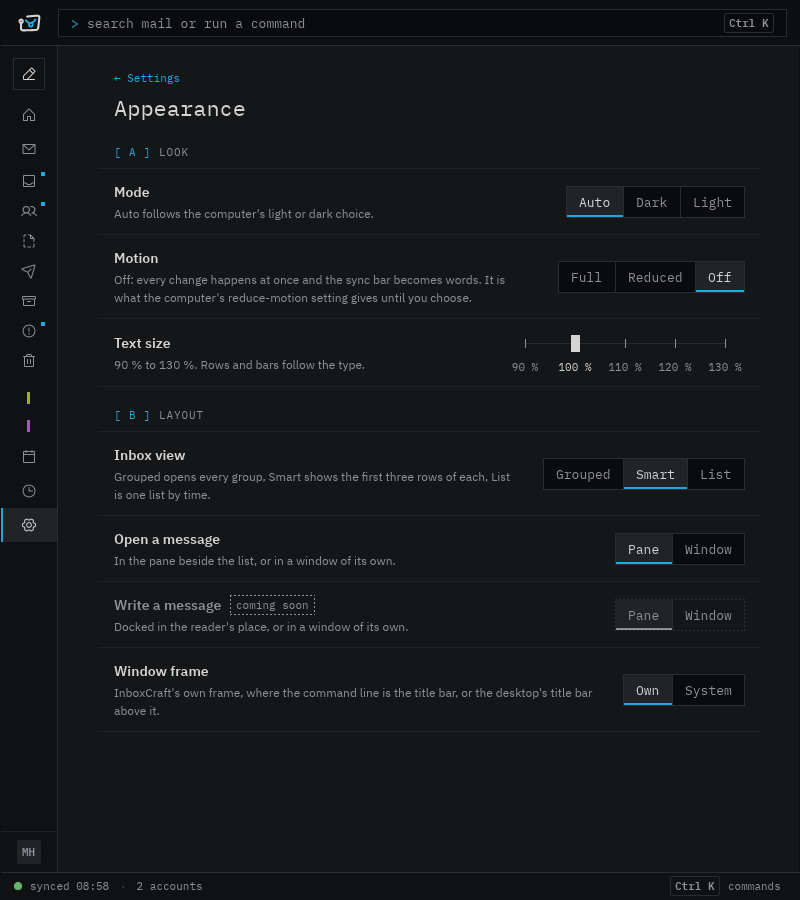 > search mail or run a command
Ctrl K
← Settings
Appearance
[ A ] LOOK
Mode
Auto follows the computer's light or dark choice.
Auto Dark Light
Motion
Off: every change happens at once and the sync bar becomes words. It is
what the computer's reduce-motion setting gives until you choose.
Full Reduced Off
Text size
90 % to 130 %. Rows and bars follow the type.
90 % 100 % 110 % 120 % 130 %
[ B ] LAYOUT
Inbox view
Grouped opens every group, Smart shows the first three rows of each, List
is one list by time.
Grouped Smart List
Open a message
In the pane beside the list, or in a window of its own.
Pane Window
Write a message coming soon
Docked in the reader's place, or in a window of its own.
Pane Window
Window frame
InboxCraft's own frame, where the command line is the title bar, or the desktop's title bar
above it.
Own System
MH
synced 08:58 · 2 accounts
Ctrl K commands